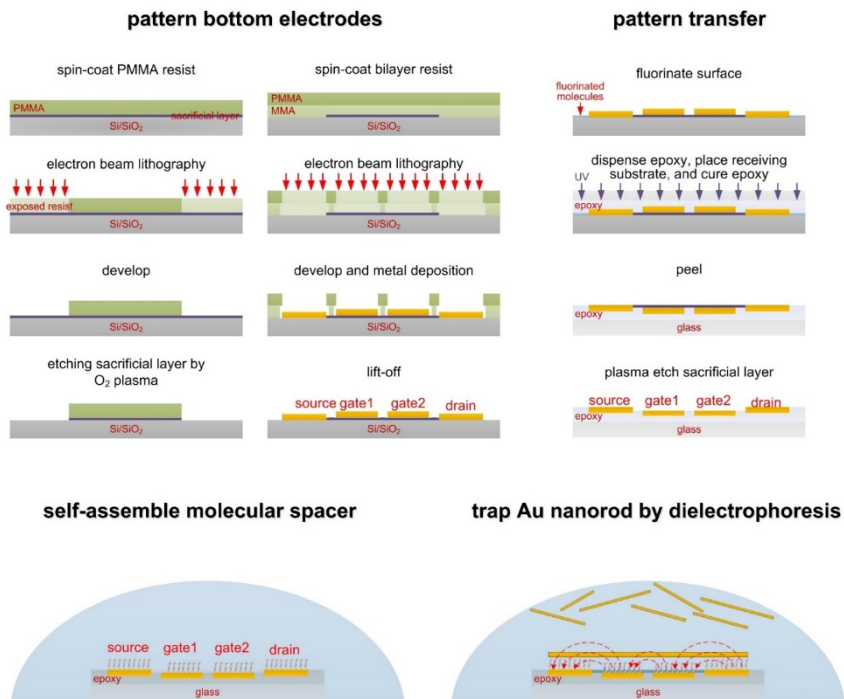 pattern bottom electrodes
spin-coat PMMA resist
PMMA
sacrificial layer
Si/SiO2
electron beam lithography
exposed resist
Si/SiO2
develop
Si/SiO2
etching sacrificial layer by
O2 plasma
Si/SiO2
spin-coat bilayer resist
PMMA
MMA
Si/SiO2
electron beam lithography
Si/SiO2
develop and metal deposition
Si/SiO2
lift-off
source gate1 gate2 drain
Si/SiO2
pattern transfer
fluorinate surface
fluorinated
molecules
dispense epoxy, place receiving
substrate, and cure epoxy
UV
epoxy
peel
epoxy
glass
plasma etch sacrificial layer
source gate1 gate2 drain
epoxy
glass
self-assemble molecular spacer
source gate1 gate2 drain
epoxy
glass
trap Au nanorod by dielectrophoresis
epoxy
glass